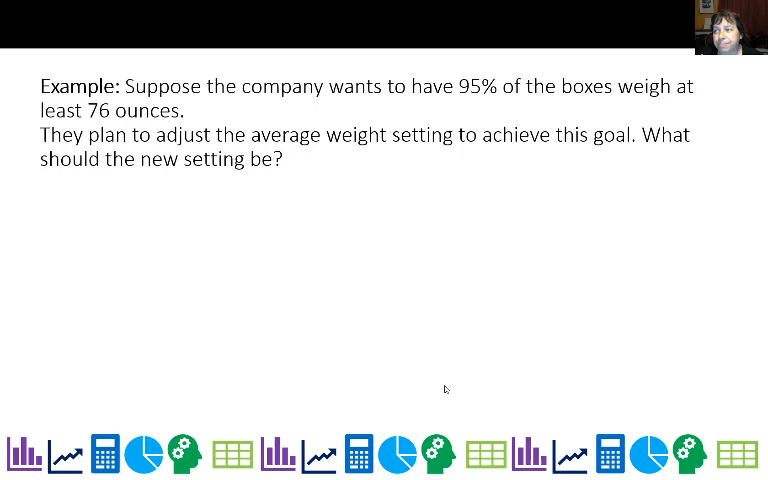 Example: Suppose the company wants to have 95% of the boxes weigh at
least 76 ounces.
They plan to adjust the average weight setting to achieve this goal. What
should the new setting be?